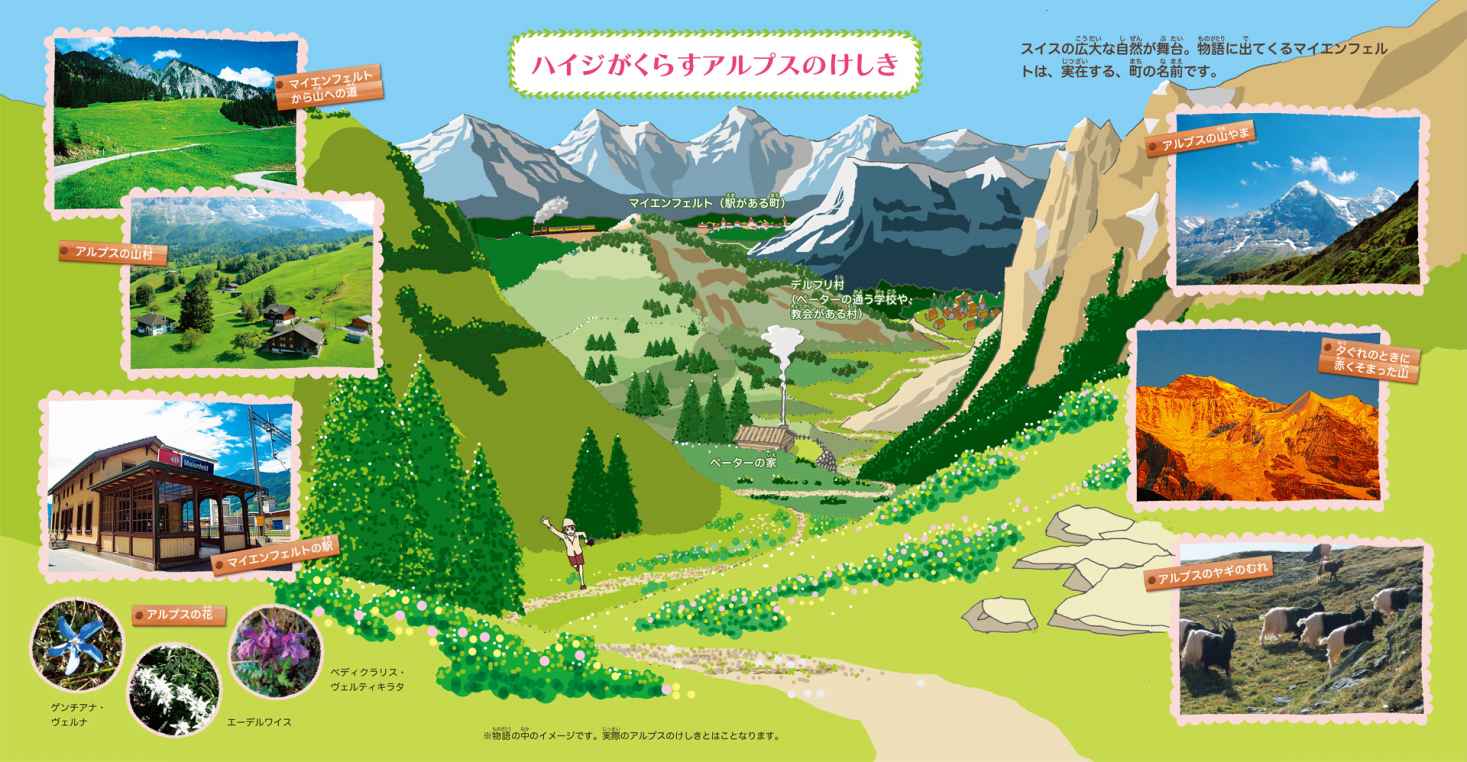 ハイジがくらすアルプスのけしき
スイスの広大な自然が舞台。物語に出てくるマイエンフェル
トは、実在する、町の名前です。
マイエンフェルト
から山への道
アルプスの山村
Maienfeld
マイエンフェルトの駅
アルプスの花
ゲンチアナ・
ヴェルナ
エーデルワイス
ペディクラリス・
ヴェルティキラタ
マイエンフェルト（駅がある町）
デルフリ村
（ペーターの通う学校や、
教会がある村）
ペーターの家
アルプスの山やま
夕ぐれのときに
赤くそまった山
アルプスのヤギのむれ
※物語の中のイメージです。実際のアルプスのけしきとはことなります。